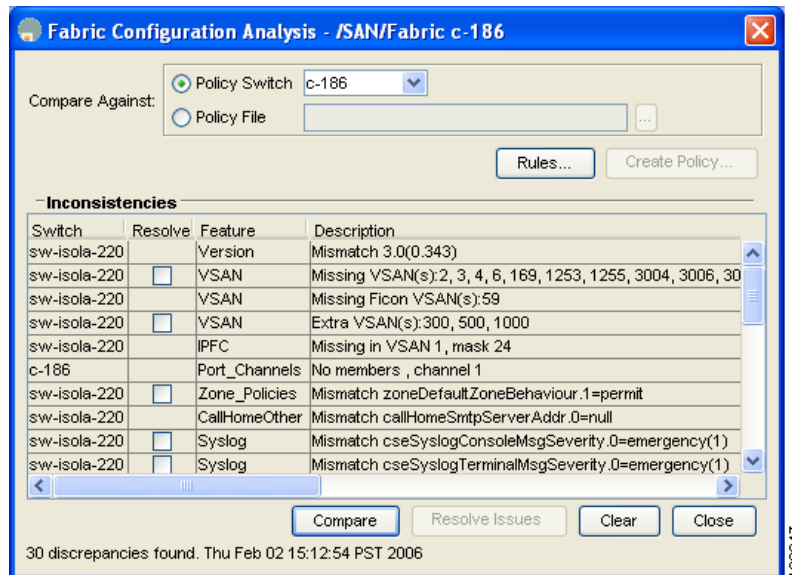 Fabric Configuration Analysis - /SAN/Fabric c-186
Compare Against:
Policy Switch c-186
Policy File ...
Rules... Create Policy...
Inconsistencies
Switch Resolve Feature Description
sw-isola-220 Version Mismatch 3.0(0.343)
sw-isola-220 VSAN Missing VSAN(s):2, 3, 4, 6, 169, 1253, 1255, 3004, 3006, 30
sw-isola-220 VSAN Missing Ficon VSAN(s):59
sw-isola-220 VSAN Extra VSAN(s):300, 500, 1000
sw-isola-220 IPFC Missing in VSAN 1, mask 24
c-186 Port_Channels No members , channel 1
sw-isola-220 Zone_Policies Mismatch zoneDefaultZoneBehaviour.1=permit
sw-isola-220 CallHomeOther Mismatch callHomeSmtpServerAddr.0=null
sw-isola-220 Syslog Mismatch cseSyslogConsoleMsgSeverity.0=emergency(1)
sw-isola-220 Syslog Mismatch cseSyslogTerminalMsgSeverity.0=emergency(1)
Compare Resolve Issues Clear Close
30 discrepancies found. Thu Feb 02 15:12:54 PST 2006